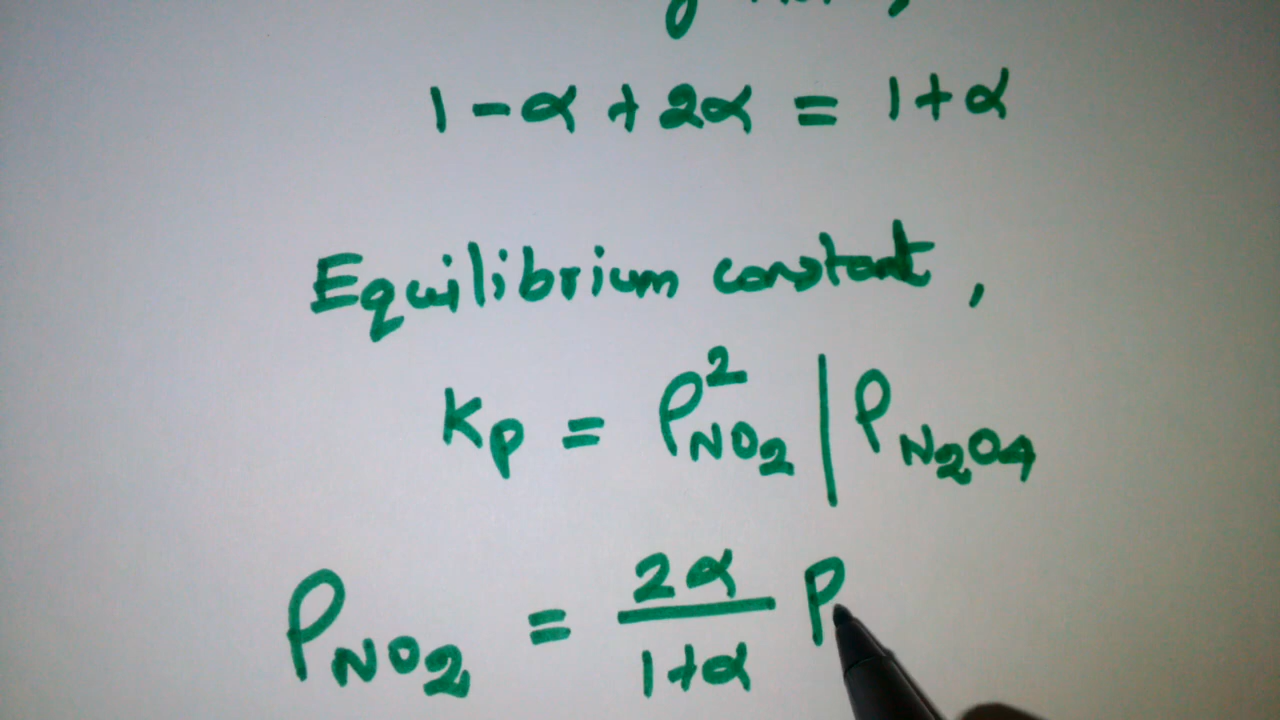 1 - α + 2α = 1 + α
Equilibrium constant,
Kp = P²NO₂ | PN₂O₄
PNO₂ = 2α/1+α P